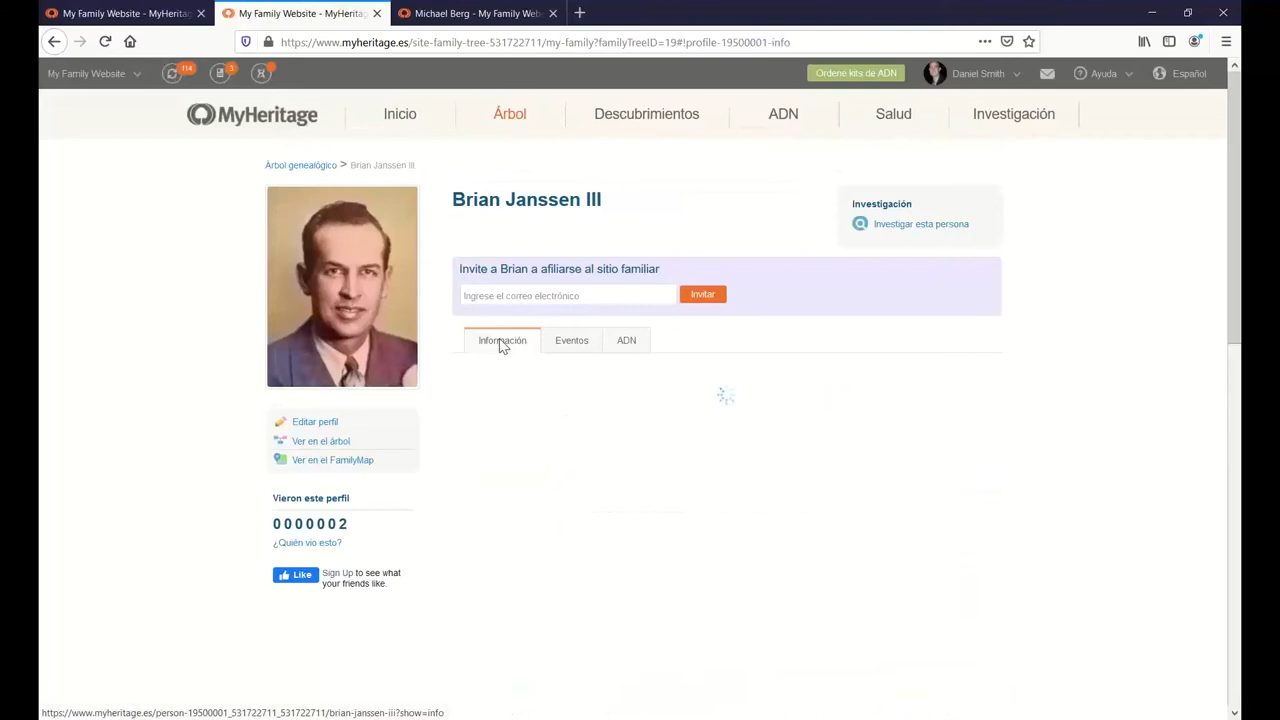 My Family Website - MyHeritag
My Family Website - MyHeritag
Michael Berg - My Family Web
https://www.myheritage.es/site-family-tree-531722711/my-family?familyTreeID=19#!profile-19500001-info
My Family Website
114
3
Ordene kits de ADN
Daniel Smith
Ayuda
Español
MyHeritage
Inicio
Árbol
Descubrimientos
ADN
Salud
Investigación
Árbol genealógico > Brian Janssen III
Brian Janssen III
Investigación
Investigar esta persona
Invite a Brian a afiliarse al sitio familiar
Ingrese el correo electrónico
Invitar
Información
Eventos
ADN
Editar perfil
Ver en el árbol
Ver en el FamilyMap
Vieron este perfil
0000002
¿Quién vio esto?
Like
Sign Up to see what
your friends like.
https://www.myheritage.es/person-19500001_531722711_531722711/brian-janssen-iii?show=info